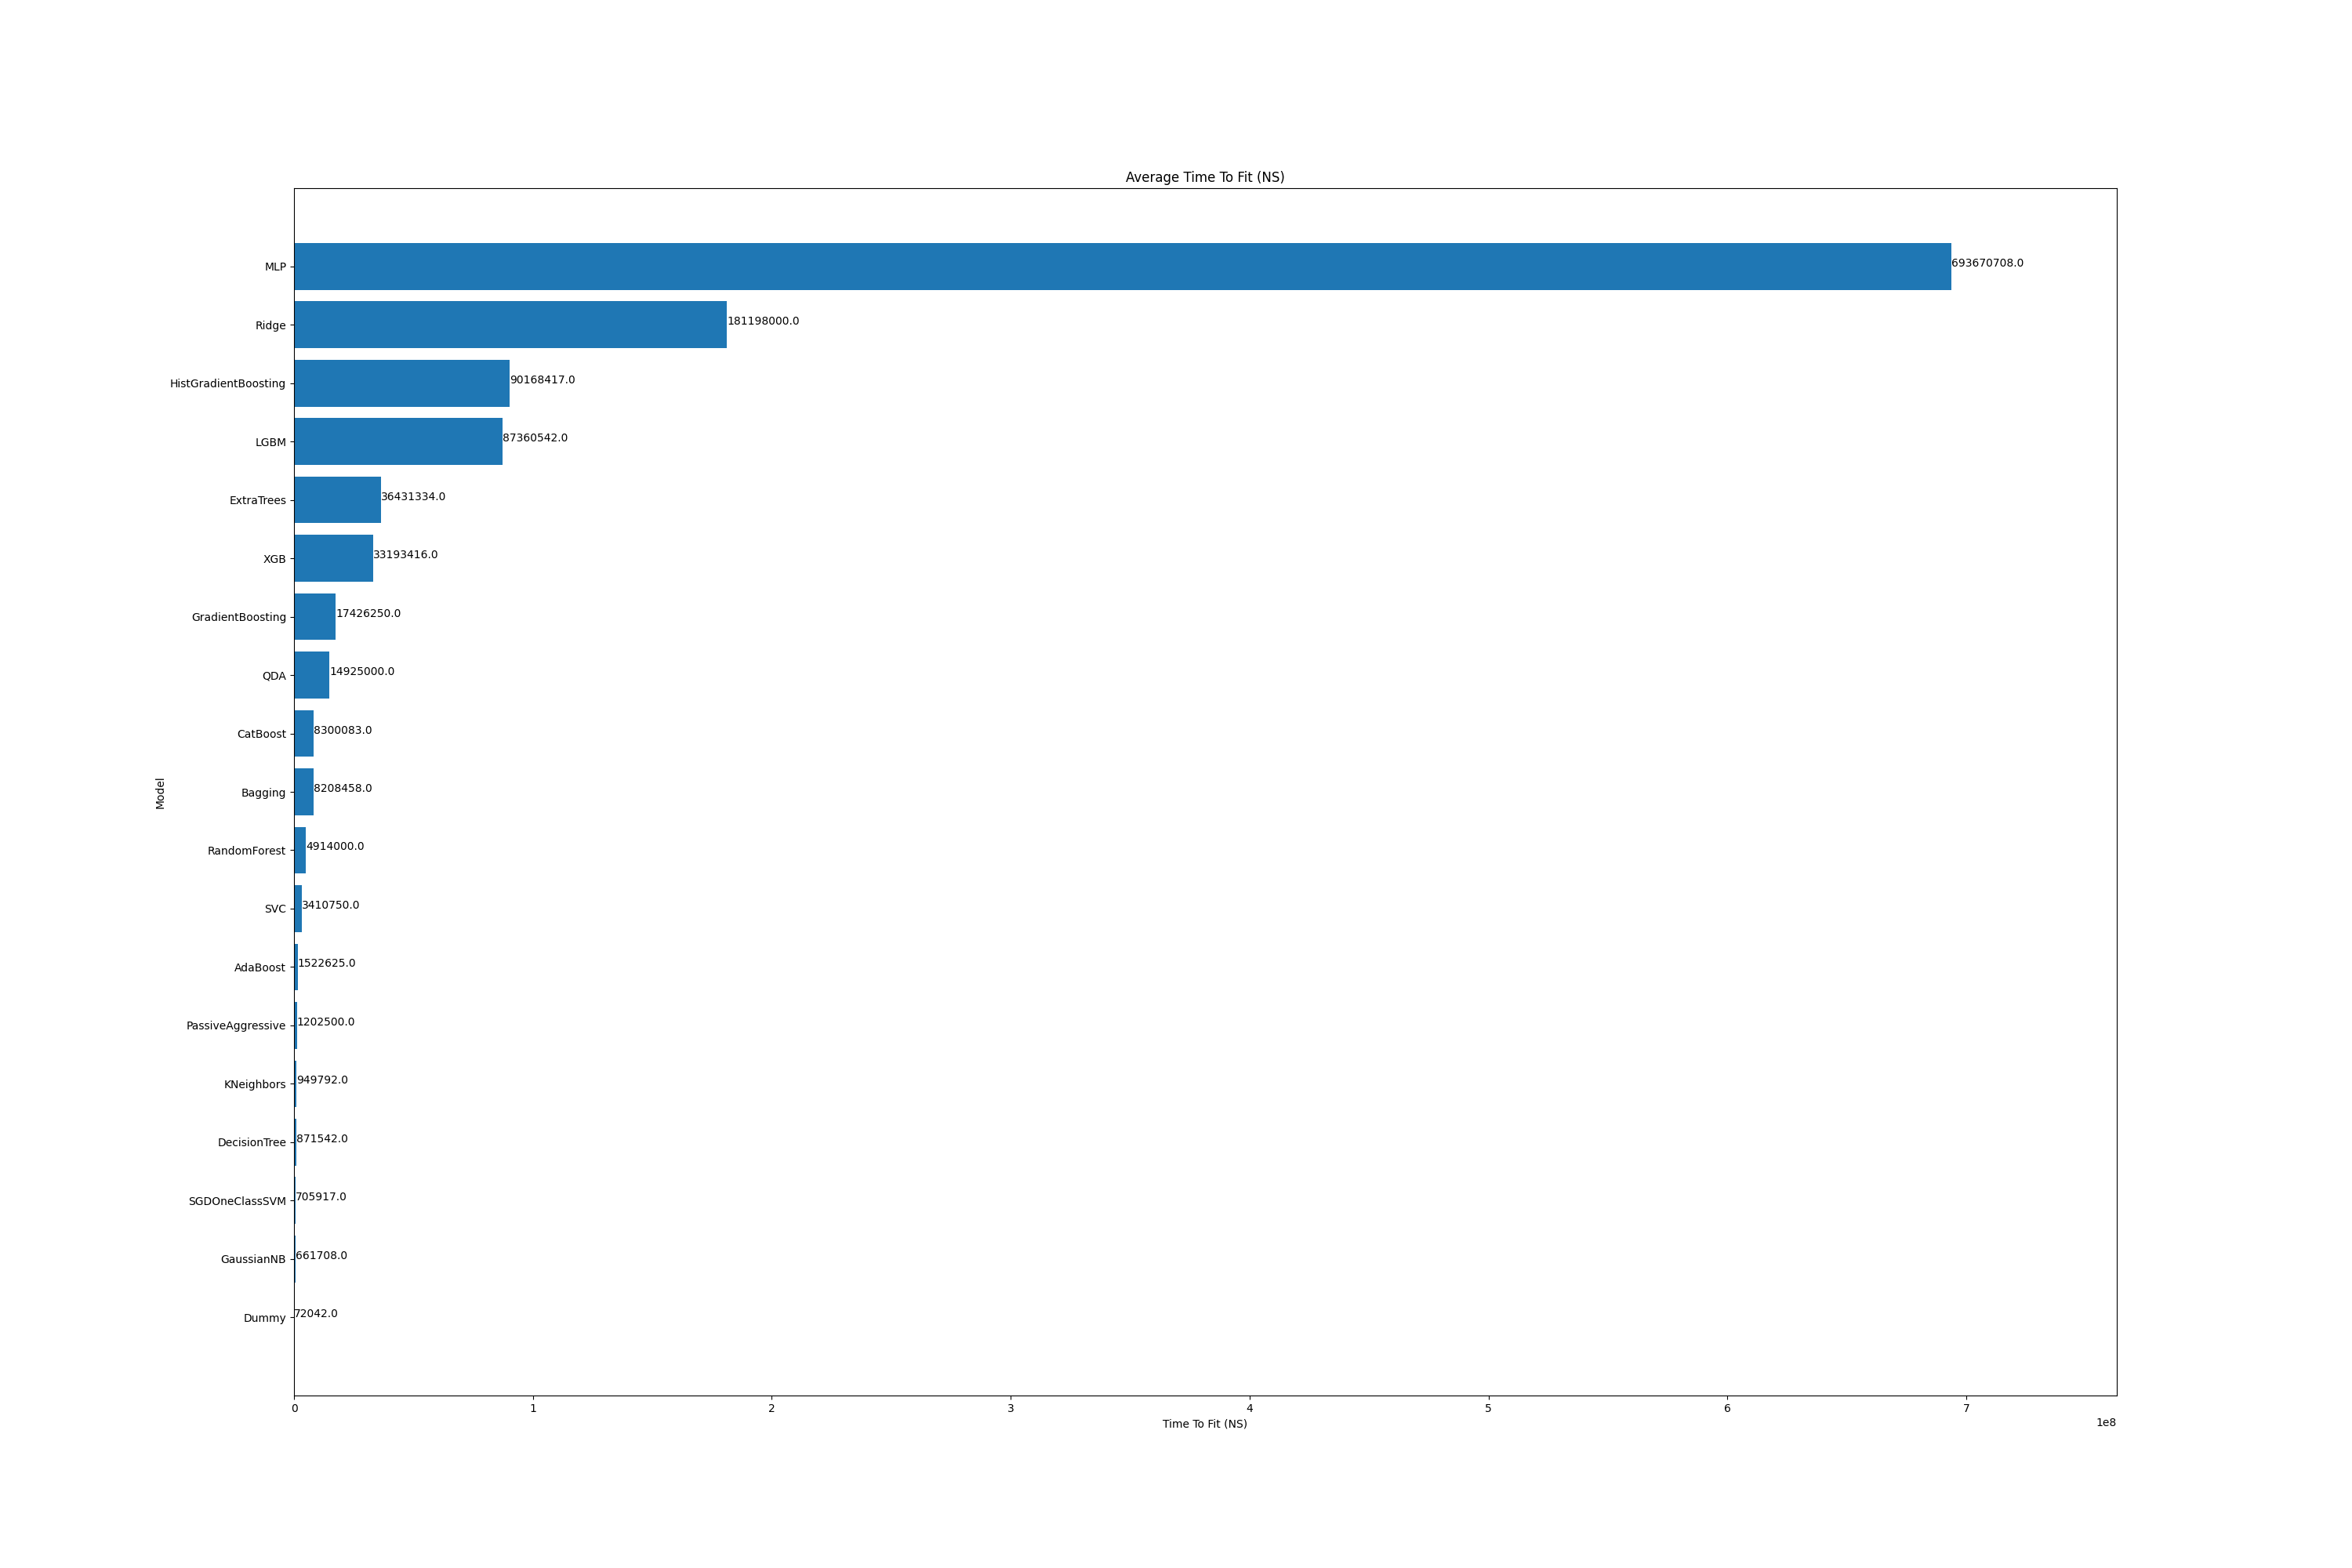 Average Time To Fit (NS)
MLP 693670708.0
Ridge 181198000.0
HistGradientBoosting 90168417.0
LGBM 87360542.0
ExtraTrees 36431334.0
XGB 33193416.0
GradientBoosting 17426250.0
QDA 14925000.0
CatBoost 8300083.0
Model
Bagging 8208458.0
RandomForest 4914000.0
SVC 3410750.0
AdaBoost 1522625.0
PassiveAggressive 1202500.0
KNeighbors 949792.0
DecisionTree 871542.0
SGDOneClassSVM 705917.0
GaussianNB 661708.0
Dummy 72042.0
0 1 2 3 4 5 6 7
Time To Fit (NS)
1e8